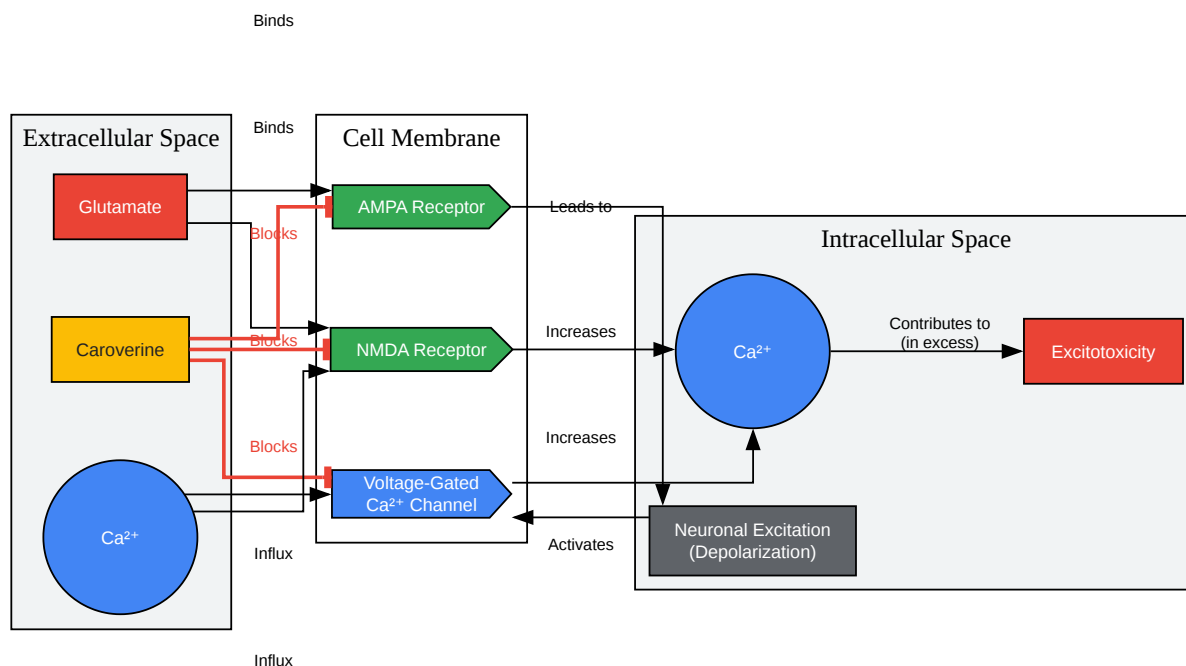 Binds
Binds
Extracellular Space
Cell Membrane
Glutamate
AMPA Receptor
Leads to
Blocks
Intracellular Space
Caroverine
Blocks
NMDA Receptor
Increases
Ca²⁺
Contributes to
(in excess)
Excitotoxicity
Blocks
Increases
Voltage-Gated
Ca²⁺ Channel
Ca²⁺
Influx
Activates
Neuronal Excitation
(Depolarization)
Influx